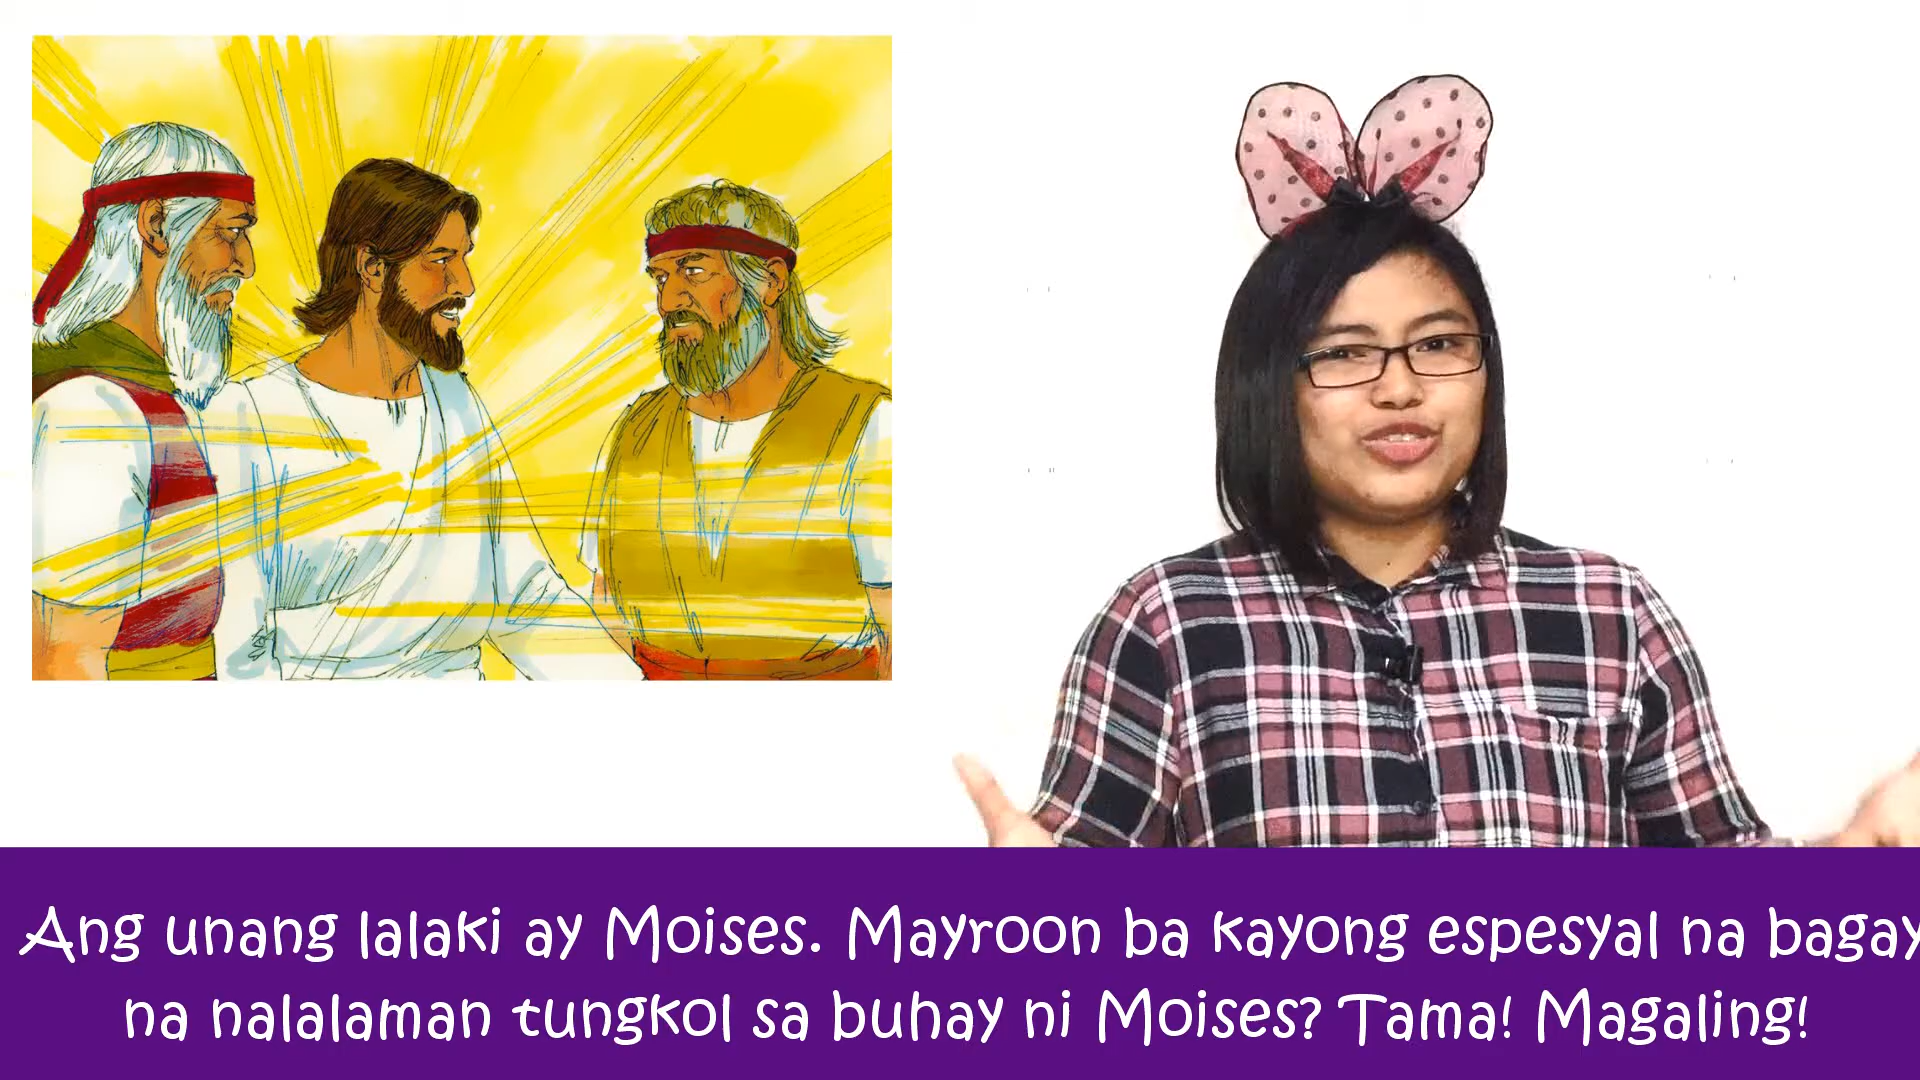 Ang unang lalaki ay Moises. Mayroon ba kayong espesyal na bagay
na nalalaman tungkol sa buhay ni Moises? Tama! Magaling!